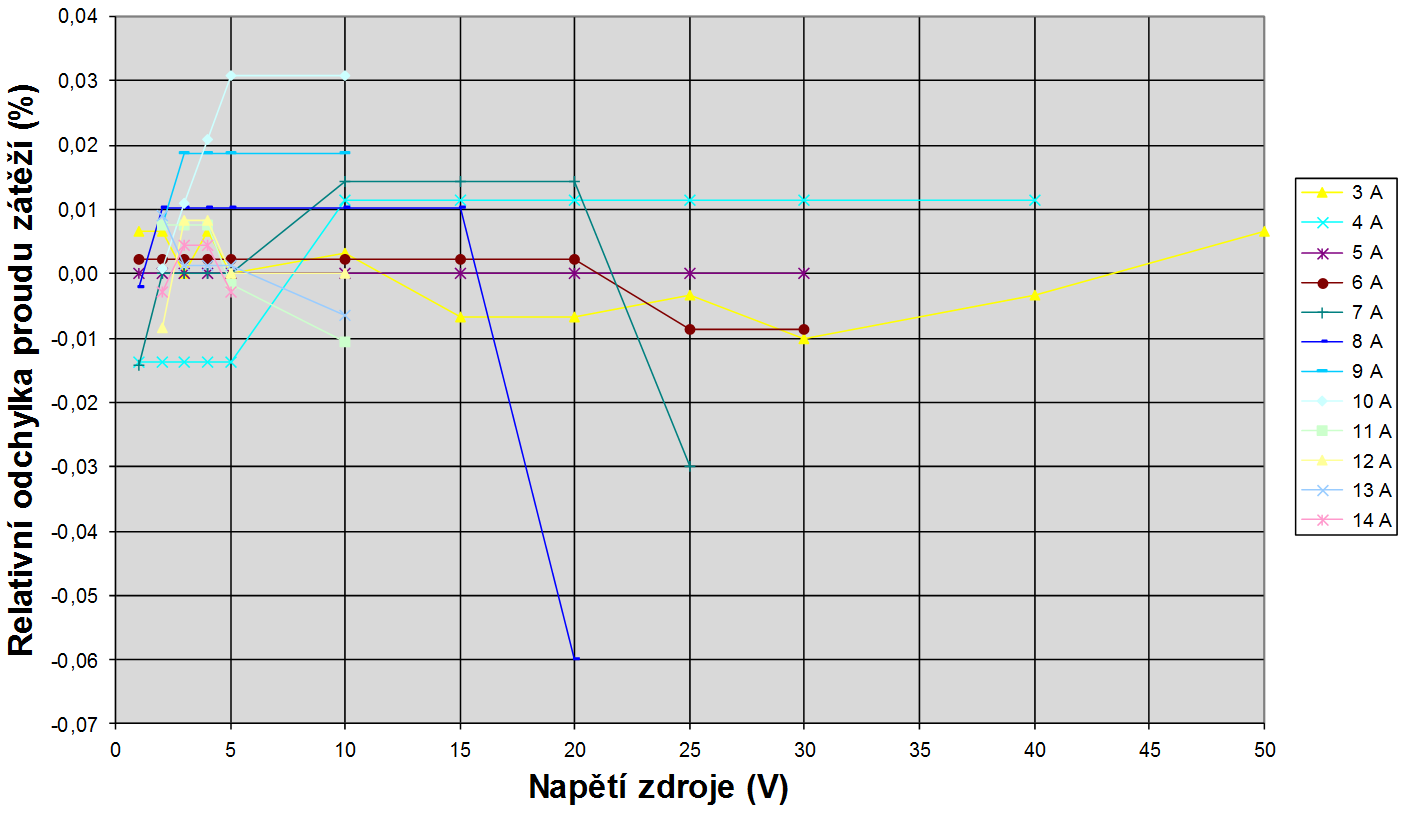 Relativní odchylka proudu zátěží (%)
0,04
0,03
0,02
0,01
0,00
-0,01
-0,02
-0,03
-0,04
-0,05
-0,06
-0,07
0 5 10 15 20 25 30 35 40 45 50
Napětí zdroje (V)
3 A
4 A
5 A
6 A
7 A
8 A
9 A
10 A
11 A
12 A
13 A
14 A